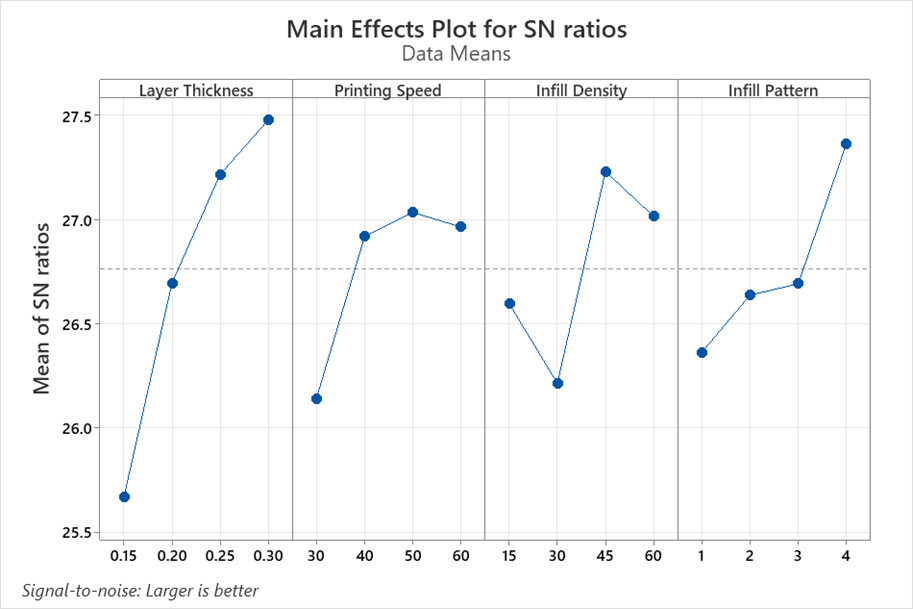 Main Effects Plot for SN ratios
Data Means
Layer Thickness Printing Speed Infill Density Infill Pattern
Mean of SN ratios
27.5
27.0
26.5
26.0
25.5
0.15 0.20 0.25 0.30 30 40 50 60 15 30 45 60 1 2 3 4
Signal-to-noise: Larger is better